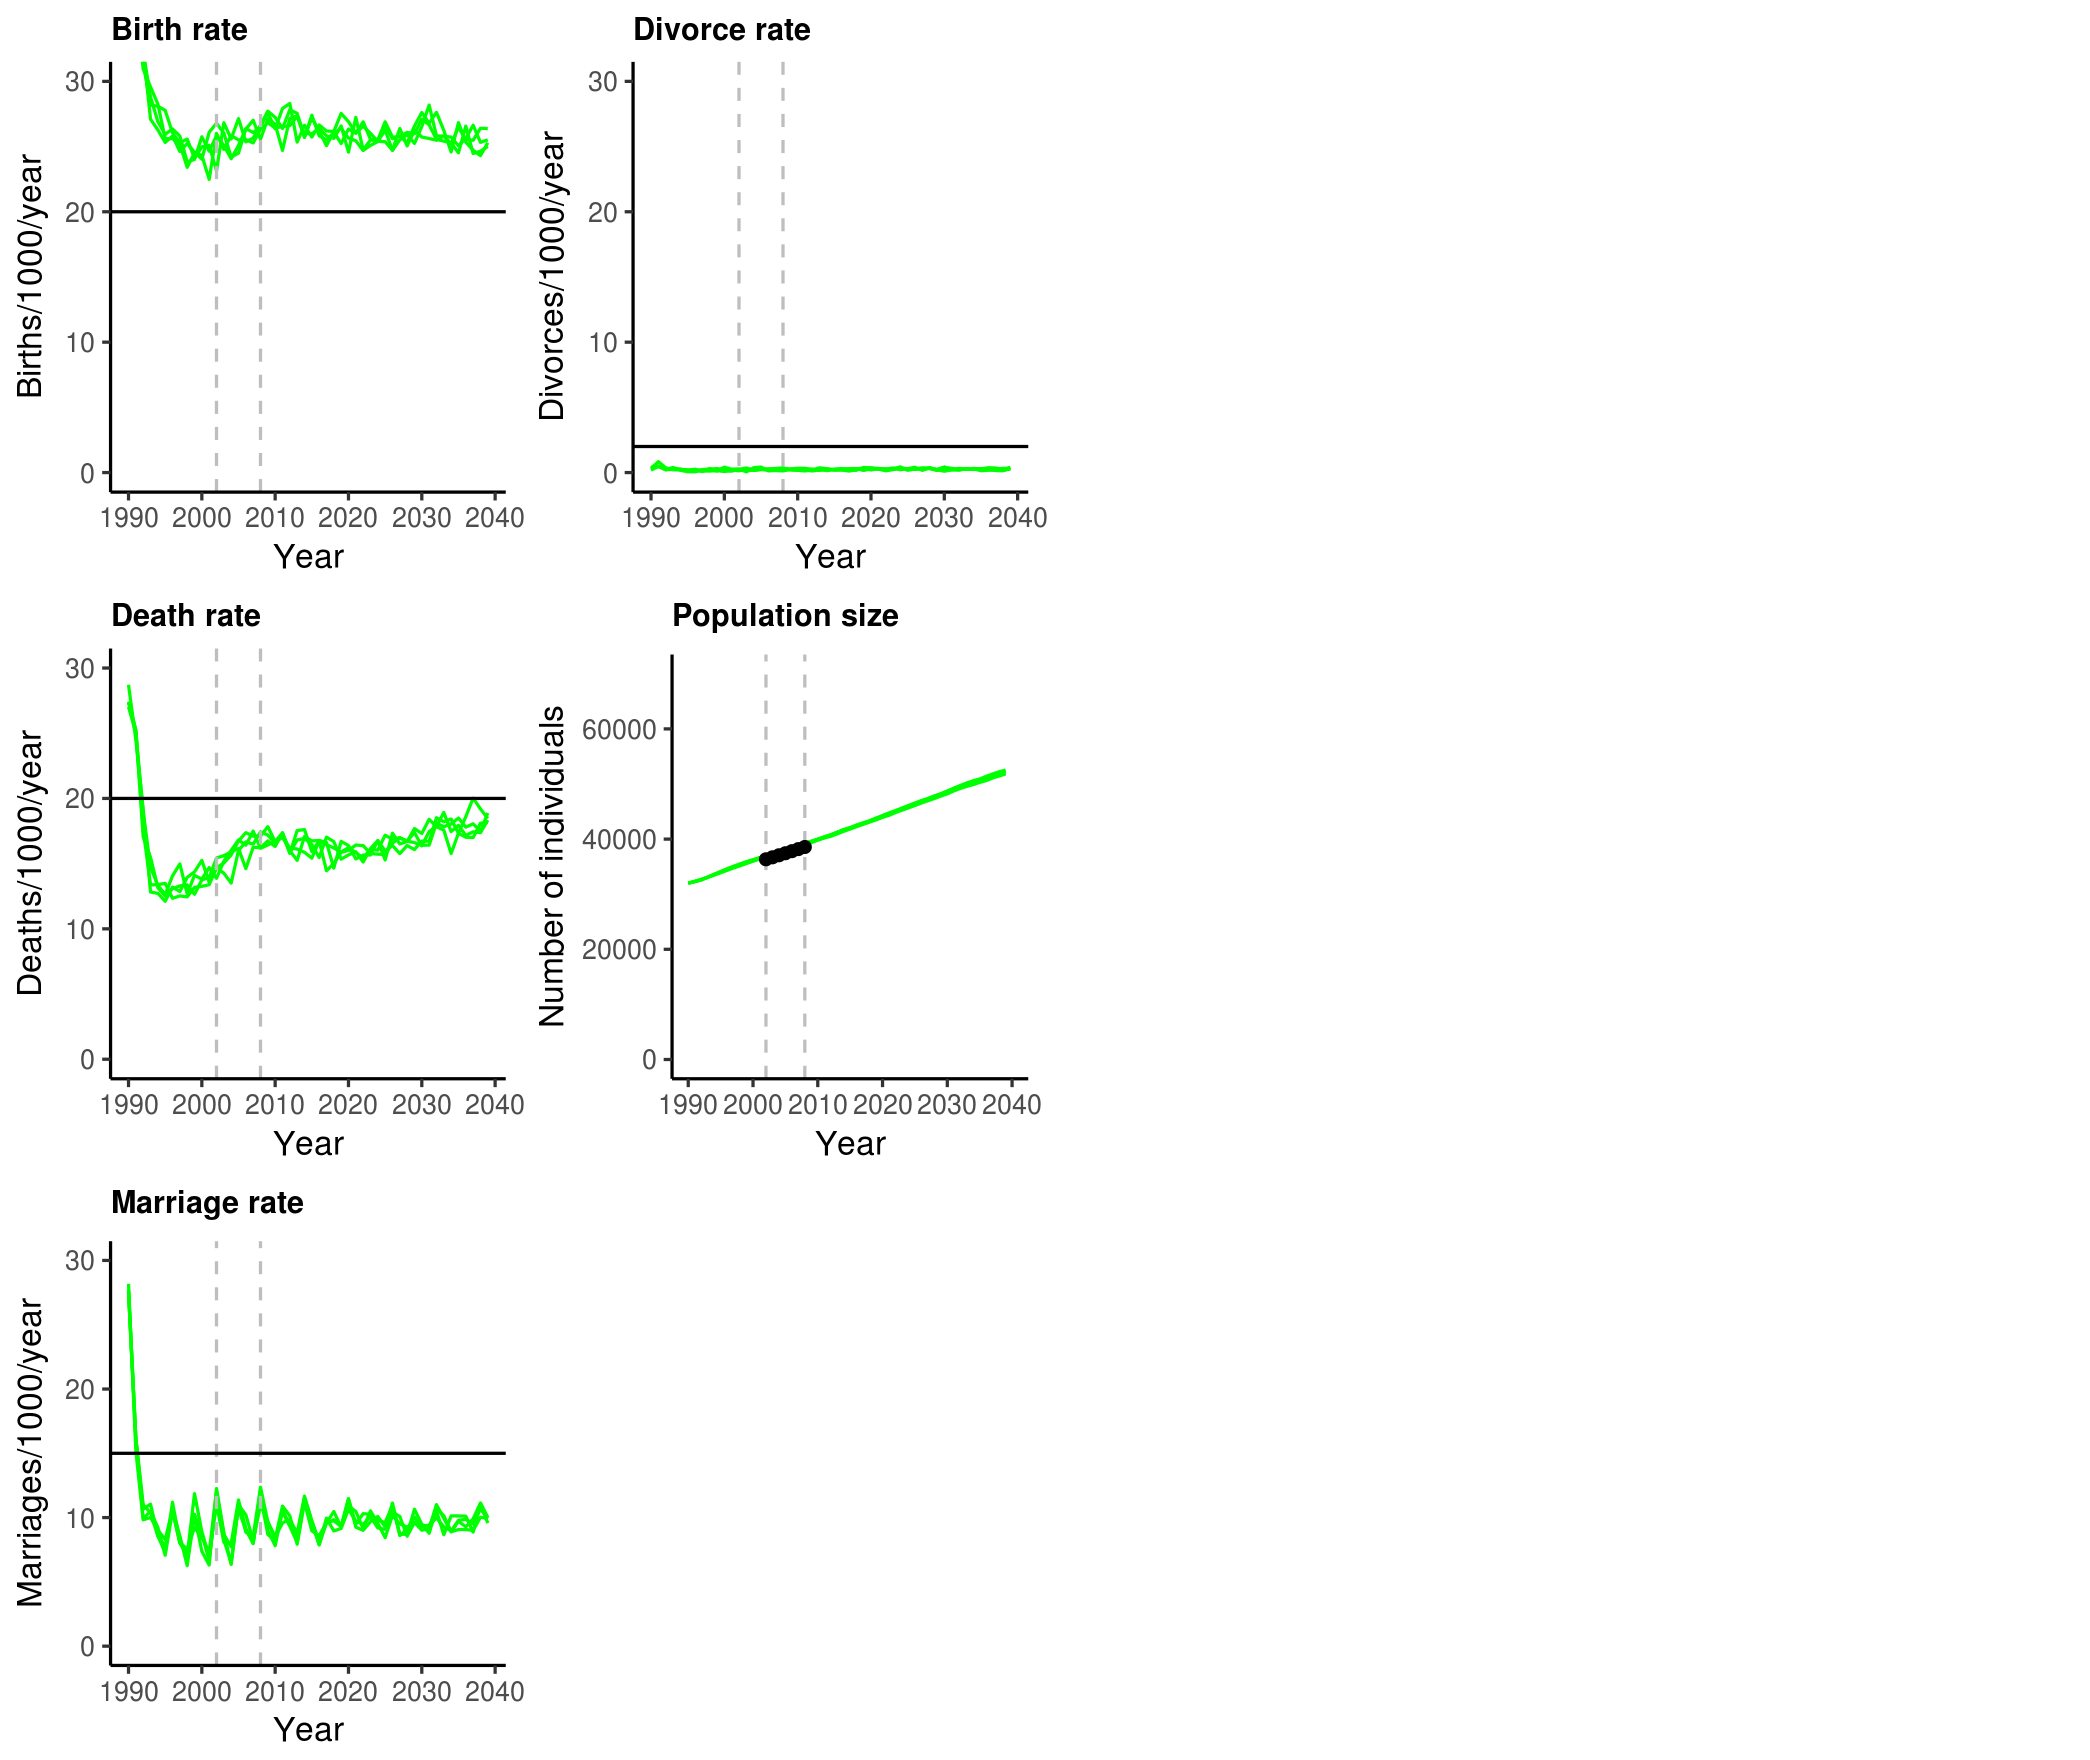 Birth rate
Births/1000/year
30
20
10
0
1990 2000 2010 2020 2030 2040
Year
Divorce rate
Divorces/1000/year
30
20
10
0
1990 2000 2010 2020 2030 2040
Year
Death rate
Deaths/1000/year
30
20
10
0
1990 2000 2010 2020 2030 2040
Year
Population size
Number of individuals
60000
40000
20000
0
1990 2000 2010 2020 2030 2040
Year
Marriage rate
Marriages/1000/year
30
20
10
0
1990 2000 2010 2020 2030 2040
Year